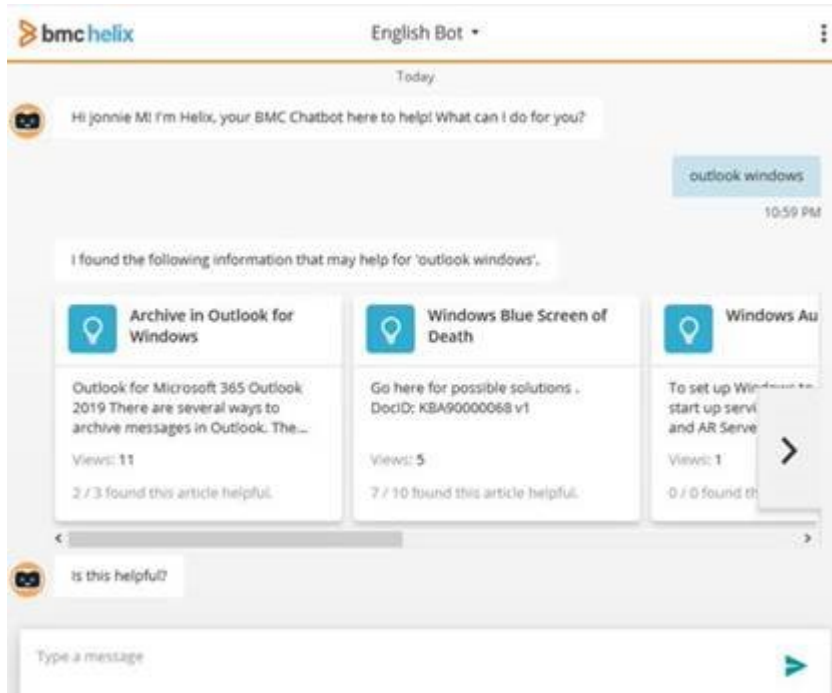 bmc helix
English Bot
Today
Hi jonnie M! I'm Helix, your BMC Chatbot here to help! What can I do for you?
outlook windows
10:59 PM
I found the following information that may help for 'outlook windows'.
Archive in Outlook for
Windows
Outlook for Microsoft 365 Outlook
2019 There are several ways to
archive messages in Outlook. The...
Views: 11
2 / 3 found this article helpful.
Windows Blue Screen of
Death
Go here for possible solutions .
DocID: KBA90000068 v1
Views: 5
7 / 10 found this article helpful.
Windows Au
To set up Windows to
start up servi
and AR Serve
Views: 1
0 / 0 found th
Is this helpful?
Type a message